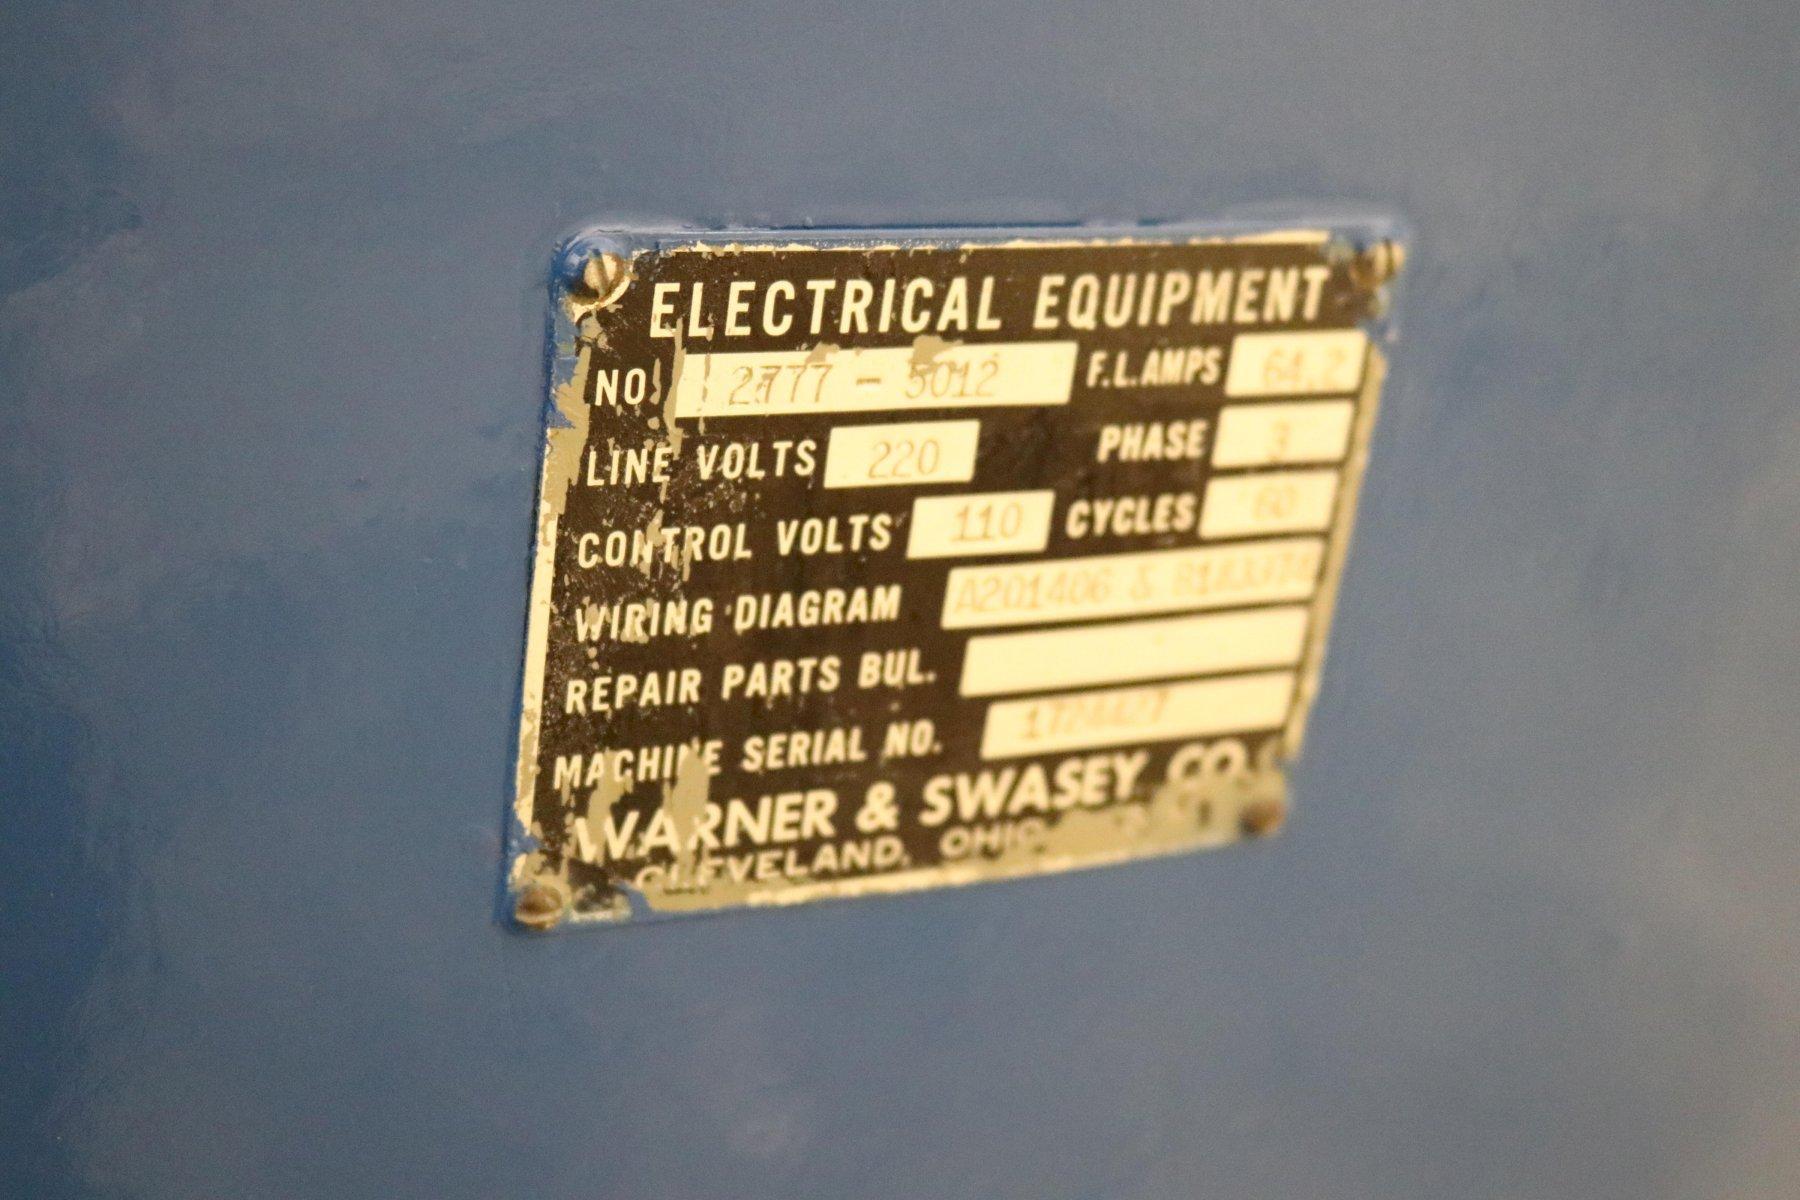 ELECTRICAL EQUIPMENT
NO. 2777 - 5012 F.L. AMPS 64.2
LINE VOLTS 220 PHASE 3
CONTROL VOLTS 110 CYCLES 60
WIRING DIAGRAM A201406 &
REPAIR PARTS BUL.
MACHINE SERIAL NO.
WARNER & SWASEY CO.
CLEVELAND, OHIO